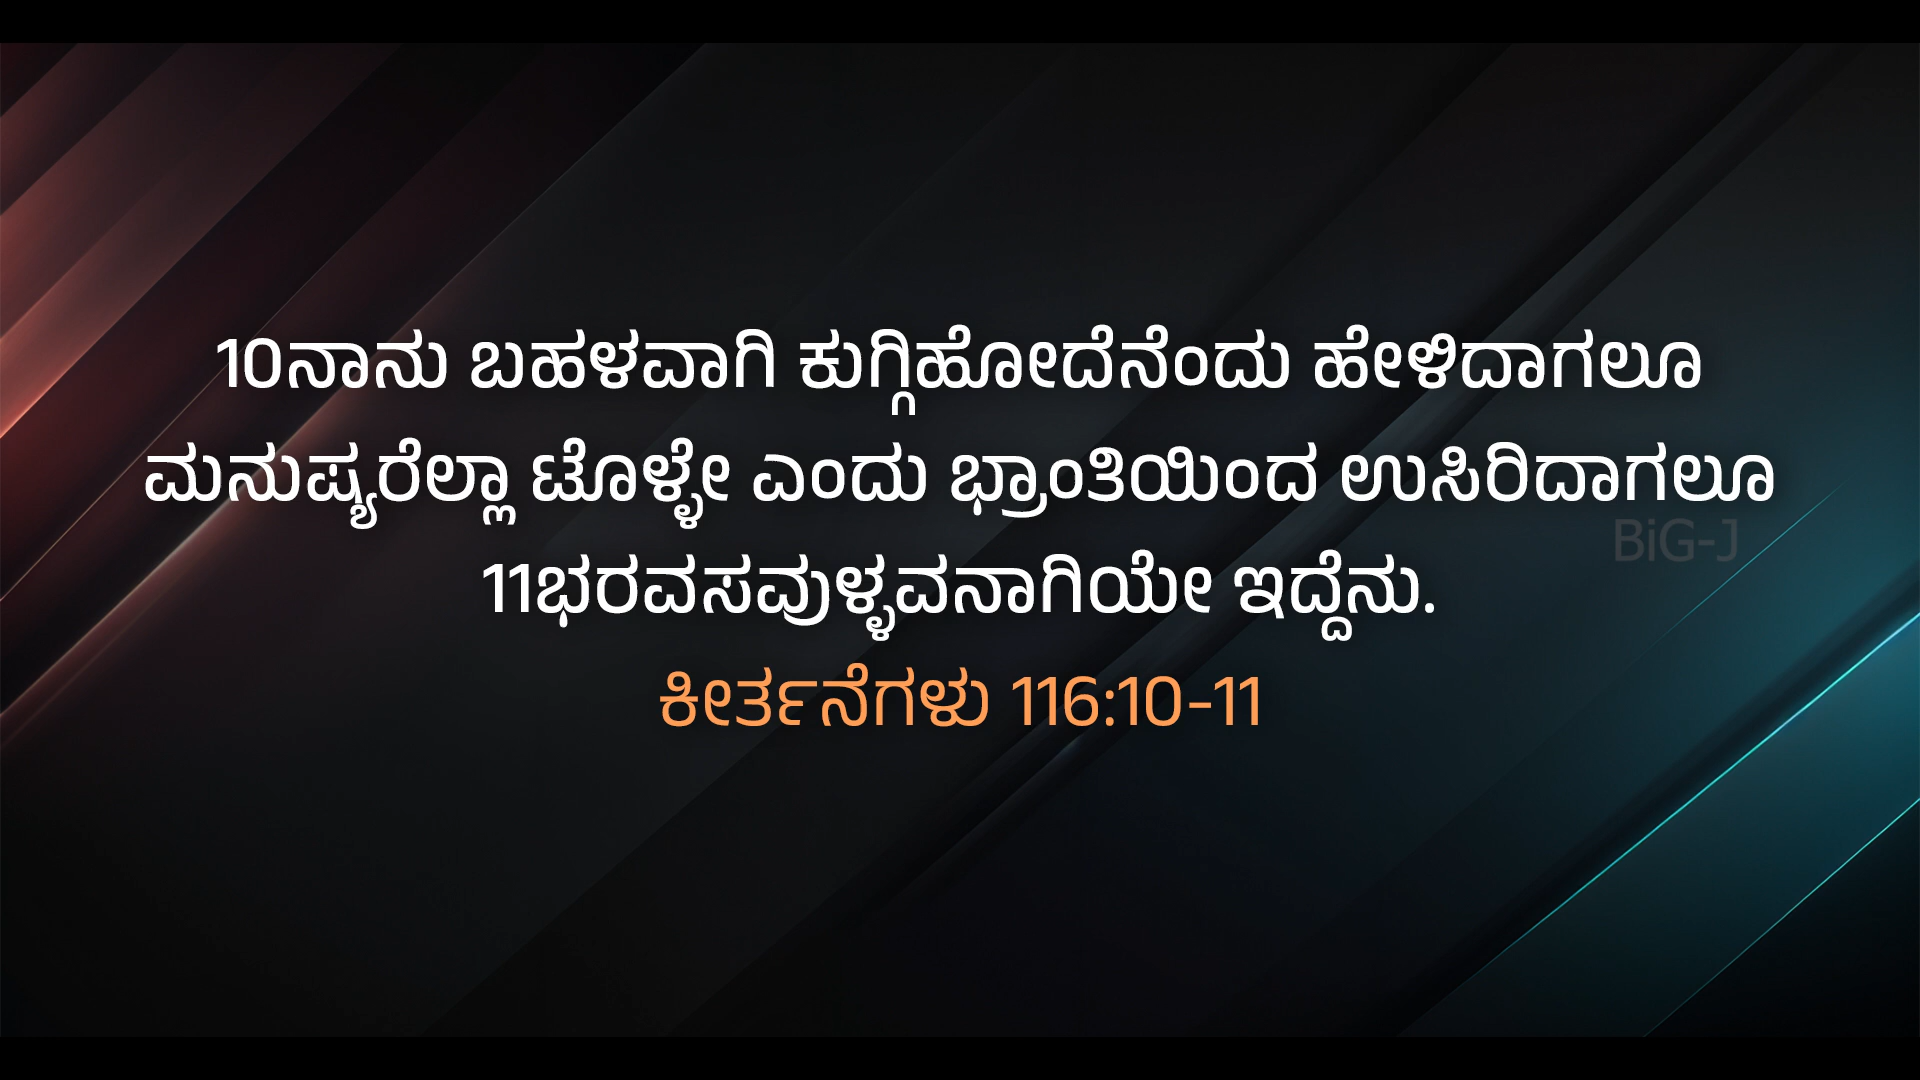 10ನಾನು ಬಹಳವಾಗಿ ಕುಗ್ಗಿಹೋದೆನೆಂದು ಹೇಳಿದಾಗಲೂ
ಮನುಷ್ಯರೆಲ್ಲಾ ಟೊಳ್ಳೇ ಎಂದು ಭ್ರಾಂತಿಯಿಂದ ಉಸಿರಿದಾಗಲೂ
BiG-J
11ಭರವಸವುಳ್ಳವನಾಗಿಯೇ ಇದ್ದೆನು.
ಕೀರ್ತನೆಗಳು 116:10-11